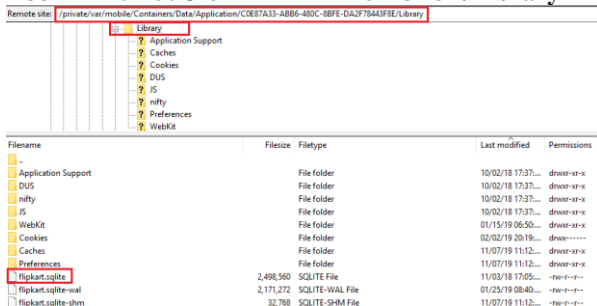 Remote site: /private/var/mobile/Containers/Data/Application/C0E87A33-ABB6-480C-8BFE-DA2F78443F8E/Library
Library
? Application Support
? Caches
? Cookies
? DUS
? JS
? nifty
? Preferences
? WebKit
Filename Filesize Filetype Last modified Permissions
..
Application Support File folder 10/02/18 17:37:... drwxr-xr-x
DUS File folder 10/02/18 17:37:... drwxr-xr-x
nifty File folder 10/02/18 17:37:... drwxr-xr-x
JS File folder 10/02/18 17:37:... drwxr-xr-x
WebKit File folder 01/15/19 06:50:... drwxr-xr-x
Cookies File folder 02/02/19 20:19:... drwx------
Caches File folder 11/07/19 11:12:... drwxr-xr-x
Preferences File folder 11/07/19 11:12:... drwxr-xr-x
flipkart.sqlite 2,498,560 SQLITE File 11/03/18 17:05:... -rw-r--r--
flipkart.sqlite-wal 2,171,272 SQLITE-WAL File 01/25/19 08:40:... -rw-r--r--
flipkart.sqlite-shm 32,768 SQLITE-SHM File 11/07/19 11:12:... -rw-r--r--